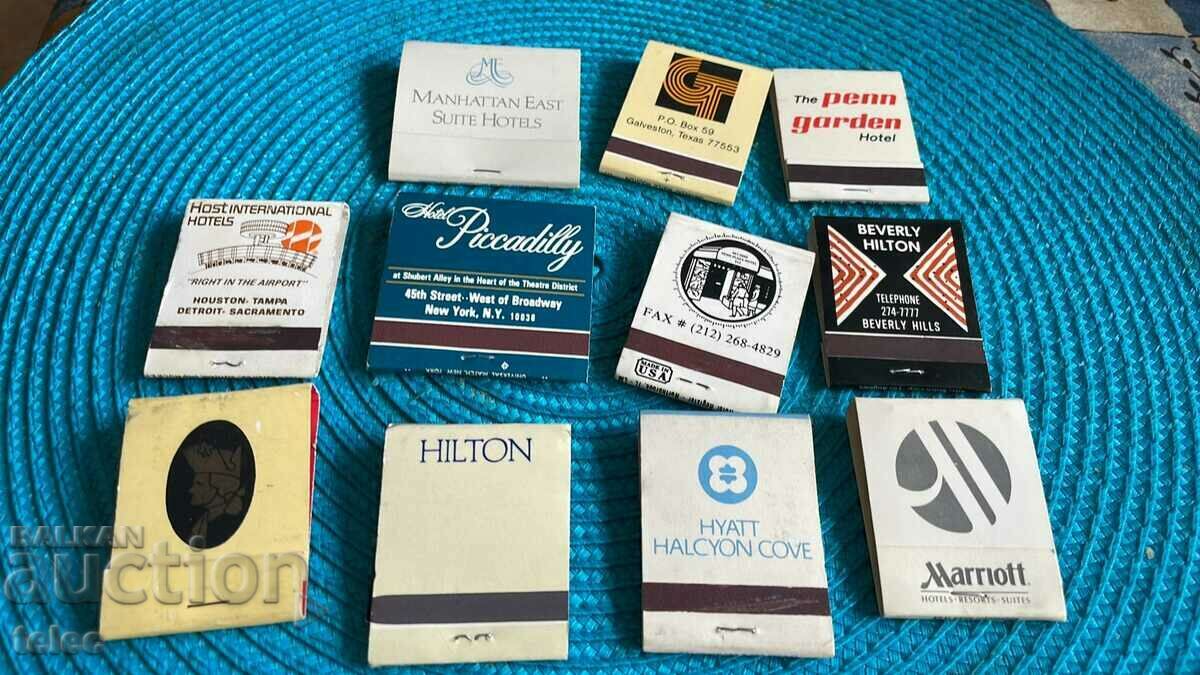 ME
MANHATTAN EAST
SUITE HOTELS
GT
P.O. Box 59
Galveston, Texas 77553
The penn
garden
Hotel
HOST INTERNATIONAL
HOTELS
"RIGHT IN THE AIRPORT"
HOUSTON- TAMPA
DETROIT- SACRAMENTO
Hotel
Piccadilly
at Shubert Alley in the Heart of the Theatre District
45th Street··West of Broadway
New York, N.Y. 10036
FAX # (212) 268-4829
MADE IN
USA
BEVERLY
HILTON
TELEPHONE
274-7777
BEVERLY HILLS
HILTON
HYATT
HALCYON COVE
Marriott
HOTELS·RESORTS·SUITES
BALKAN
auction
felec